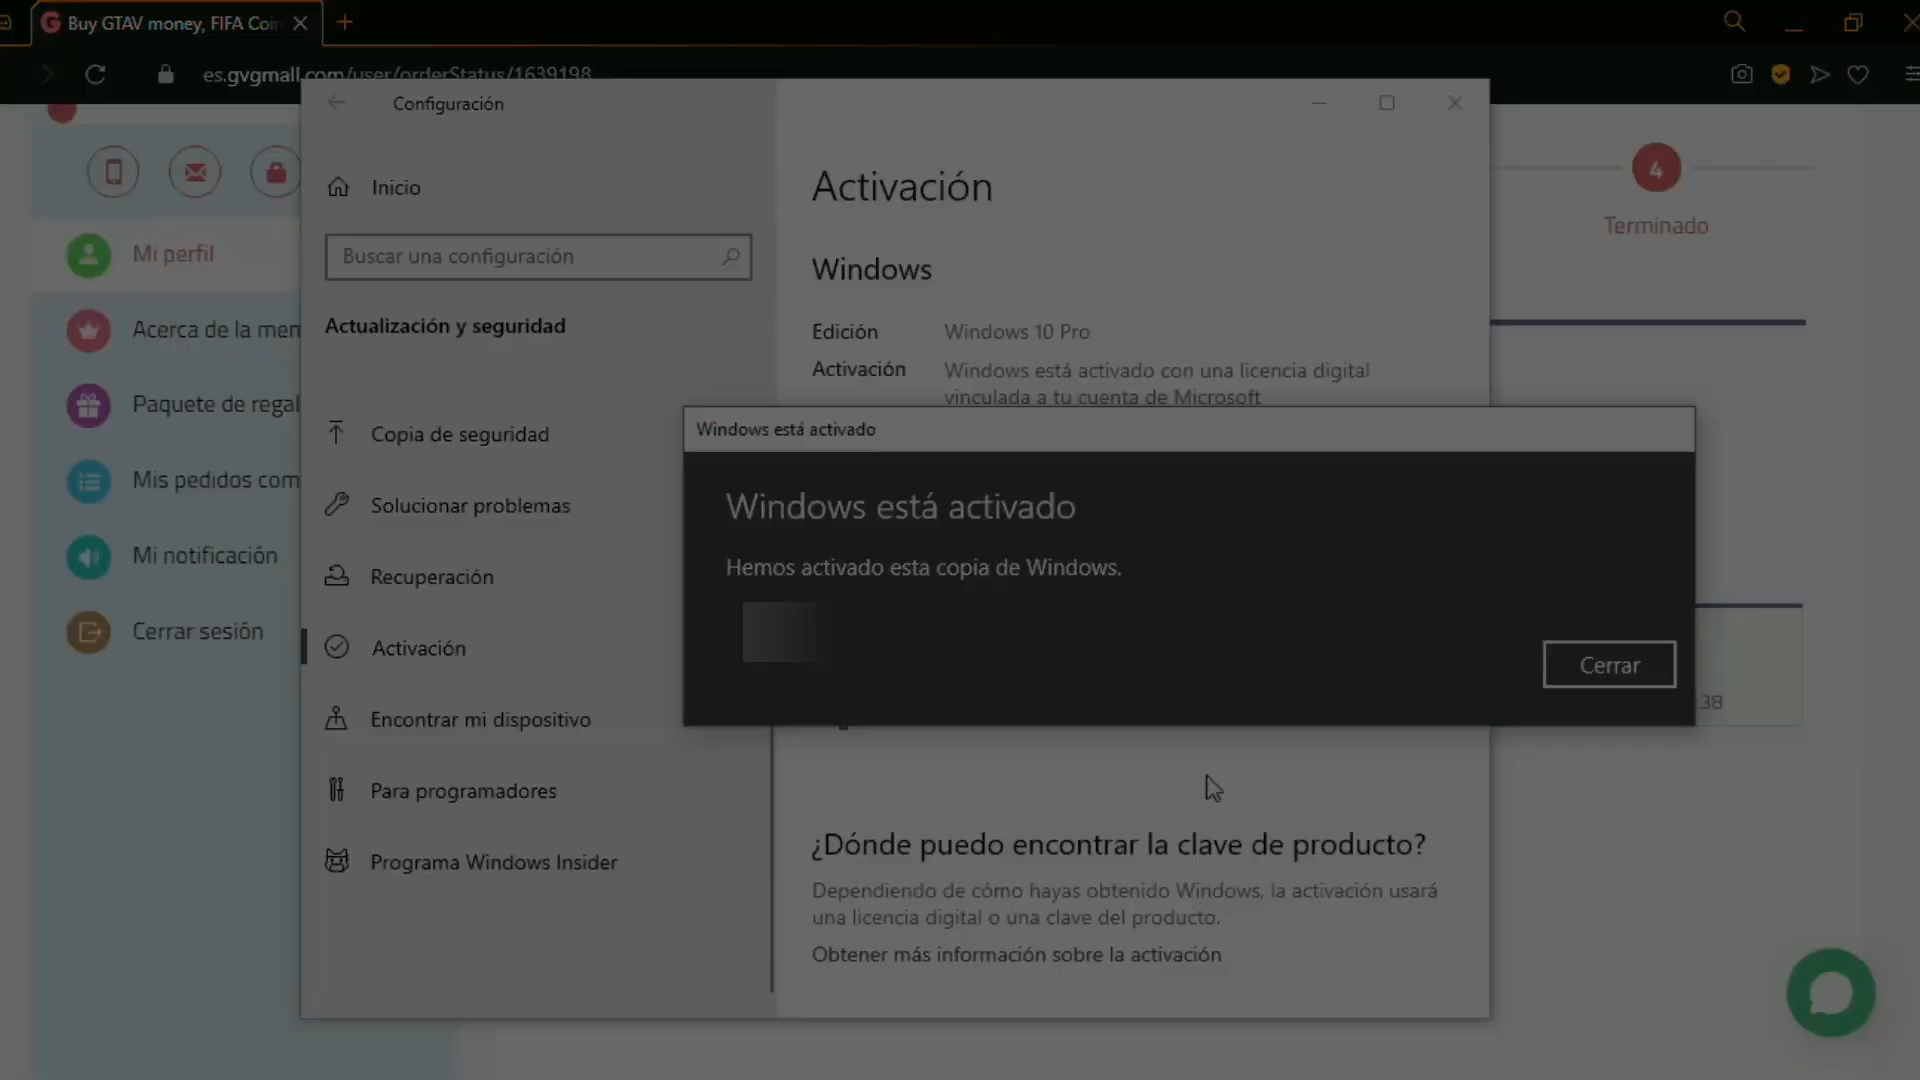 Buy GTAV money, FIFA Coin
es.gvgmall.com/user/orderStatus/1639198
Configuración
Inicio
Buscar una configuración
Actualización y seguridad
Copia de seguridad
Solucionar problemas
Recuperación
Activación
Encontrar mi dispositivo
Para programadores
Programa Windows Insider
Activación
Windows
Edición Windows 10 Pro
Activación Windows está activado con una licencia digital
vinculada a tu cuenta de Microsoft
Windows está activado
Windows está activado
Hemos activado esta copia de Windows.
Cerrar
¿Dónde puedo encontrar la clave de producto?
Dependiendo de cómo hayas obtenido Windows, la activación usará
una licencia digital o una clave del producto.
Obtener más información sobre la activación
Mi perfil
Acerca de la mem
Paquete de regal
Mis pedidos com
Mi notificación
Cerrar sesión
4
Terminado
:38